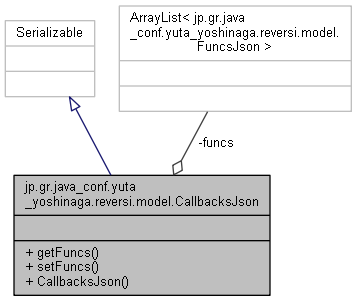 Serializable
ArrayList< jp.gr.java
_conf.yuta_yoshinaga.reversi.model.
FuncsJson >
-funcs
jp.gr.java_conf.yuta
_yoshinaga.reversi.model.CallbacksJson
+ getFuncs()
+ setFuncs()
+ CallbacksJson()